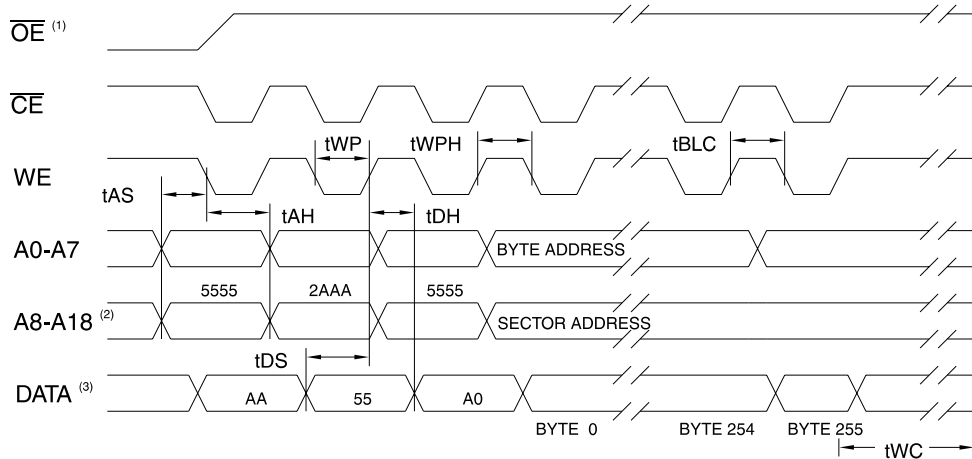 OE (1)
CE
tWP tWPH tBLC
WE
tAS
tAH tDH
A0-A7 BYTE ADDRESS
5555 2AAA 5555
A8-A18 (2) SECTOR ADDRESS
tDS
DATA (3) AA 55 A0
BYTE 0 BYTE 254 BYTE 255
tWC